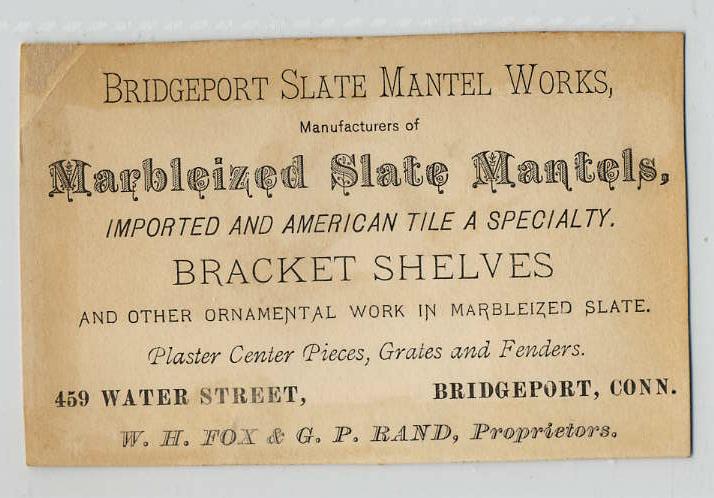 BRIDGEPORT SLATE MANTEL WORKS,
Manufacturers of
Marbleized Slate Mantels,
IMPORTED AND AMERICAN TILE A SPECIALTY.
BRACKET SHELVES
AND OTHER ORNAMENTAL WORK IN MARBLEIZED SLATE.
Plaster Center Pieces, Grates and Fenders.
459 WATER STREET, BRIDGEPORT, CONN.
W. H. FOX & G. P. RAND, Proprietors.